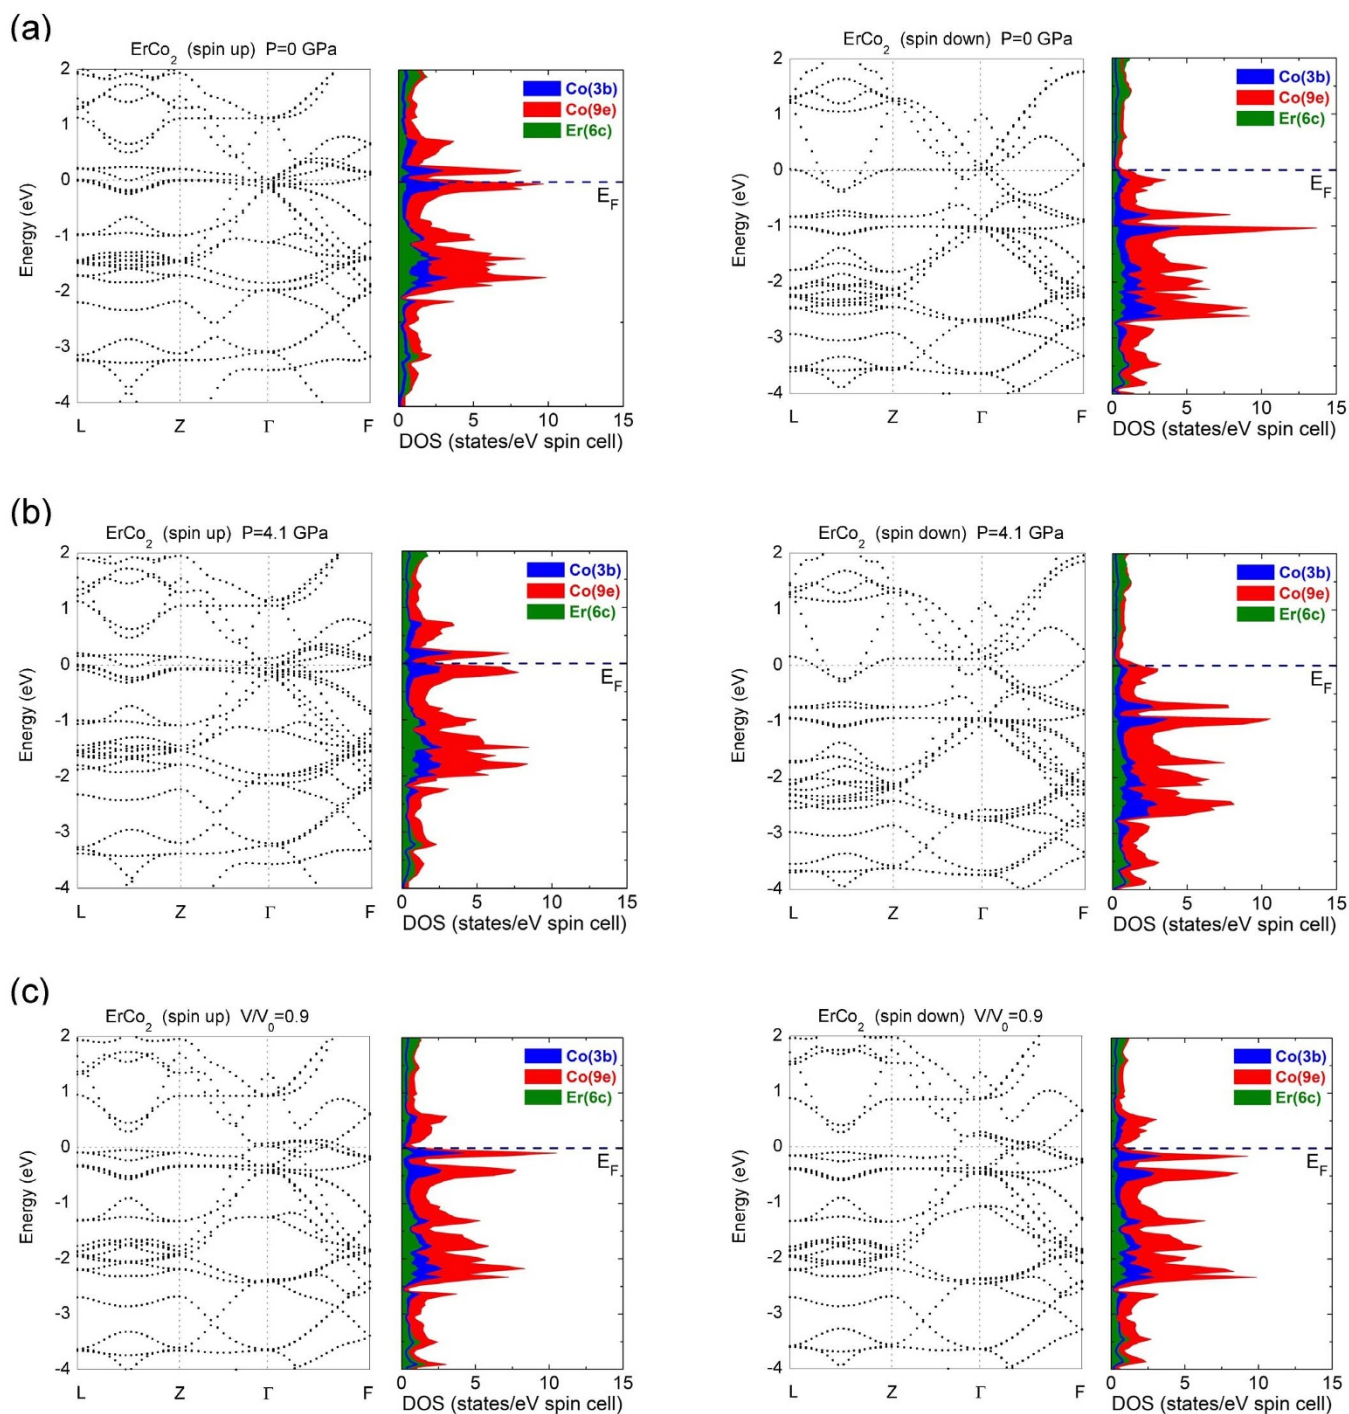 (a)
ErCo₂ (spin up) P=0 GPa
Energy (eV)
2
1
0
-1
-2
-3
-4
L Z Γ F
Co(3b)
Co(9e)
Er(6c)
E_F
0 5 10 15
DOS (states/eV spin cell)
ErCo₂ (spin down) P=0 GPa
Energy (eV)
2
1
0
-1
-2
-3
-4
L Z Γ F
Co(3b)
Co(9e)
Er(6c)
E_F
0 5 10 15
DOS (states/eV spin cell)
(b)
ErCo₂ (spin up) P=4.1 GPa
Energy (eV)
2
1
0
-1
-2
-3
-4
L Z Γ F
Co(3b)
Co(9e)
Er(6c)
E_F
0 5 10 15
DOS (states/eV spin cell)
ErCo₂ (spin down) P=4.1 GPa
Energy (eV)
2
1
0
-1
-2
-3
-4
L Z Γ F
Co(3b)
Co(9e)
Er(6c)
E_F
0 5 10 15
DOS (states/eV spin cell)
(c)
ErCo₂ (spin up) V/V₀=0.9
Energy (eV)
2
1
0
-1
-2
-3
-4
L Z Γ F
Co(3b)
Co(9e)
Er(6c)
E_F
0 5 10 15
DOS (states/eV spin cell)
ErCo₂ (spin down) V/V₀=0.9
Energy (eV)
2
1
0
-1
-2
-3
-4
L Z Γ F
Co(3b)
Co(9e)
Er(6c)
E_F
0 5 10 15
DOS (states/eV spin cell)